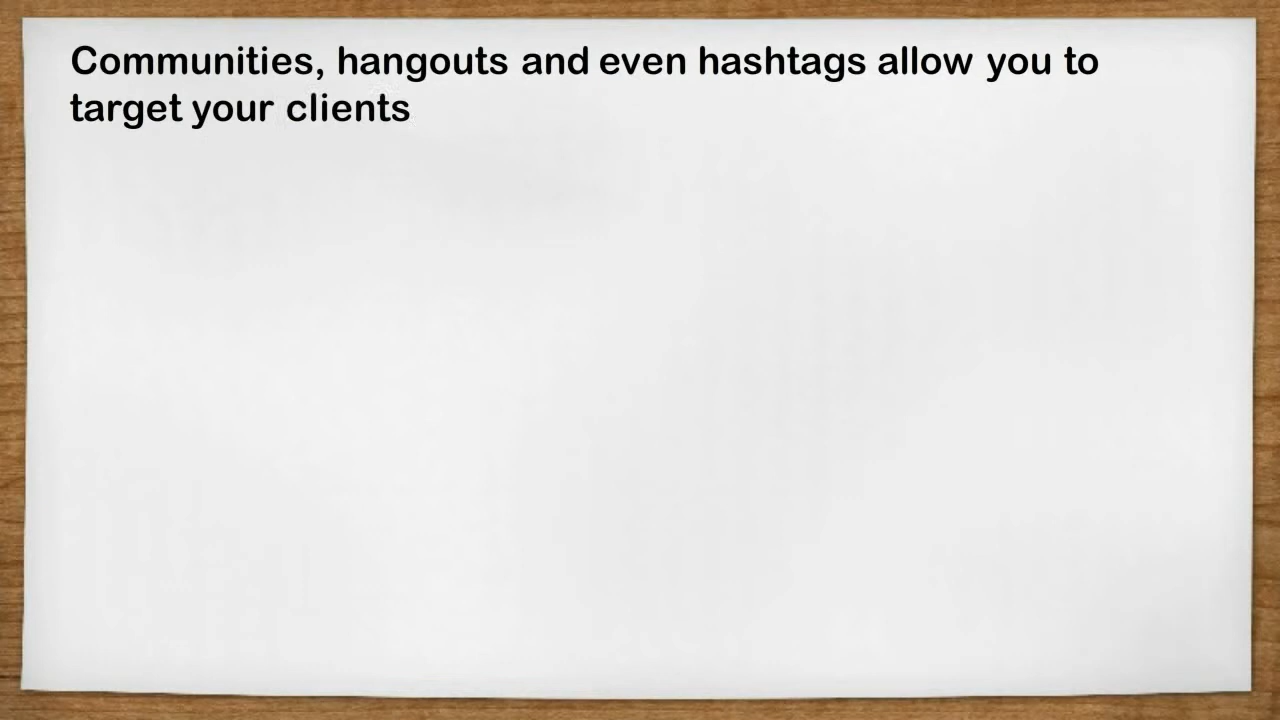 Communities, hangouts and even hashtags allow you to
target your clients